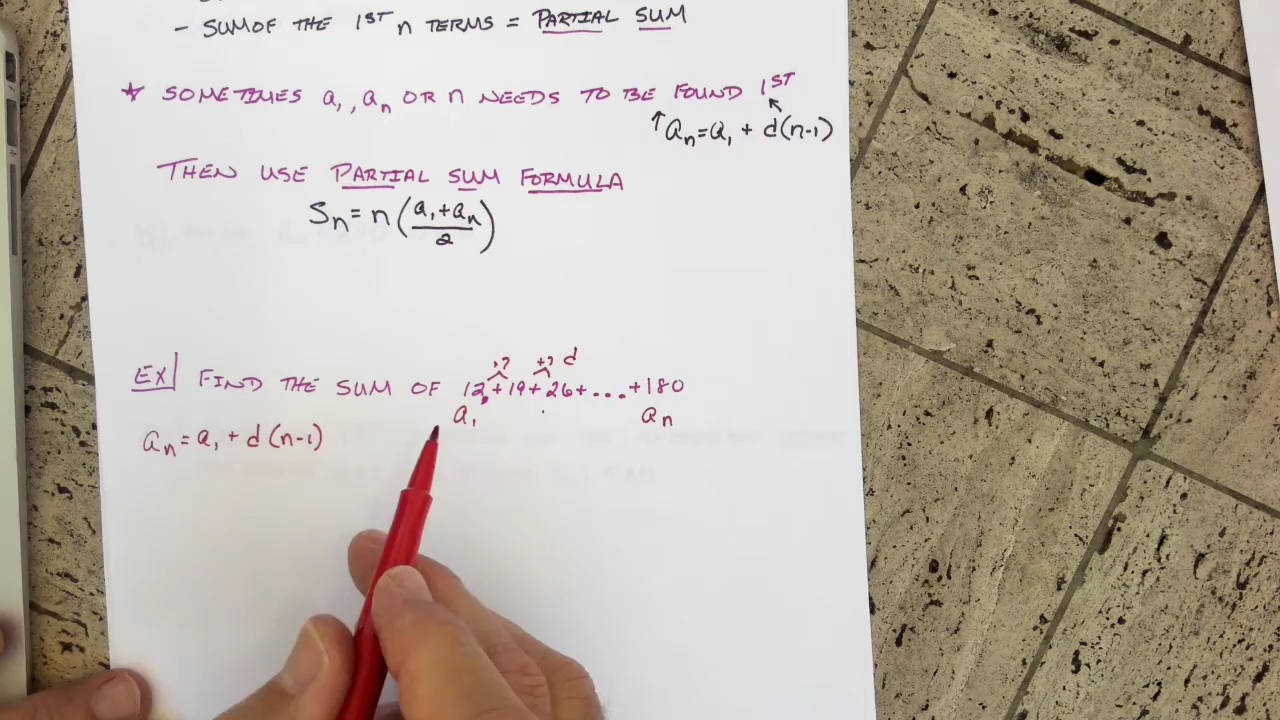 - SUM OF THE 1ST n TERMS = PARTIAL SUM
* SOMETIMES a1, an OR n NEEDS TO BE FOUND 1ST
↑ an = a1 + d(n-1)
THEN USE PARTIAL SUM FORMULA
Sn = n(a1+an/2)
+7 +7 d
EX| FIND THE SUM OF 12+19+26+...+180
a1 an
an = a1 + d(n-1)